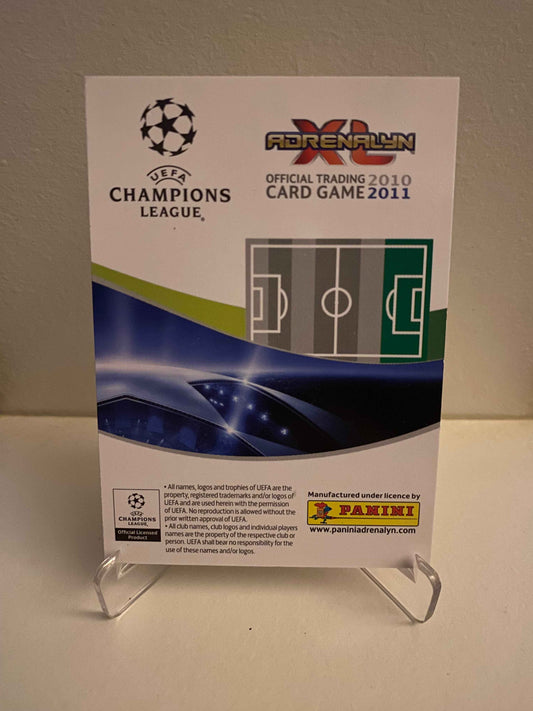 UEFA
CHAMPIONS
LEAGUE®
ADRENALYN
XL
OFFICIAL TRADING 2010
CARD GAME 2011
• All names, logos and trophies of UEFA are the
property, registered trademarks and/or logos of
UEFA and are used herein with the permission
of UEFA. No reproduction is allowed without the
prior written approval of UEFA.
• All club names, club logos and individual players
names are the property of the respective club or
person. UEFA shall bear no responsibility for the
use of these names and/or logos.
UEFA
CHAMPIONS
LEAGUE
Official Licensed
Product
Manufactured under licence by
PANINI
www.paniniadrenalyn.com